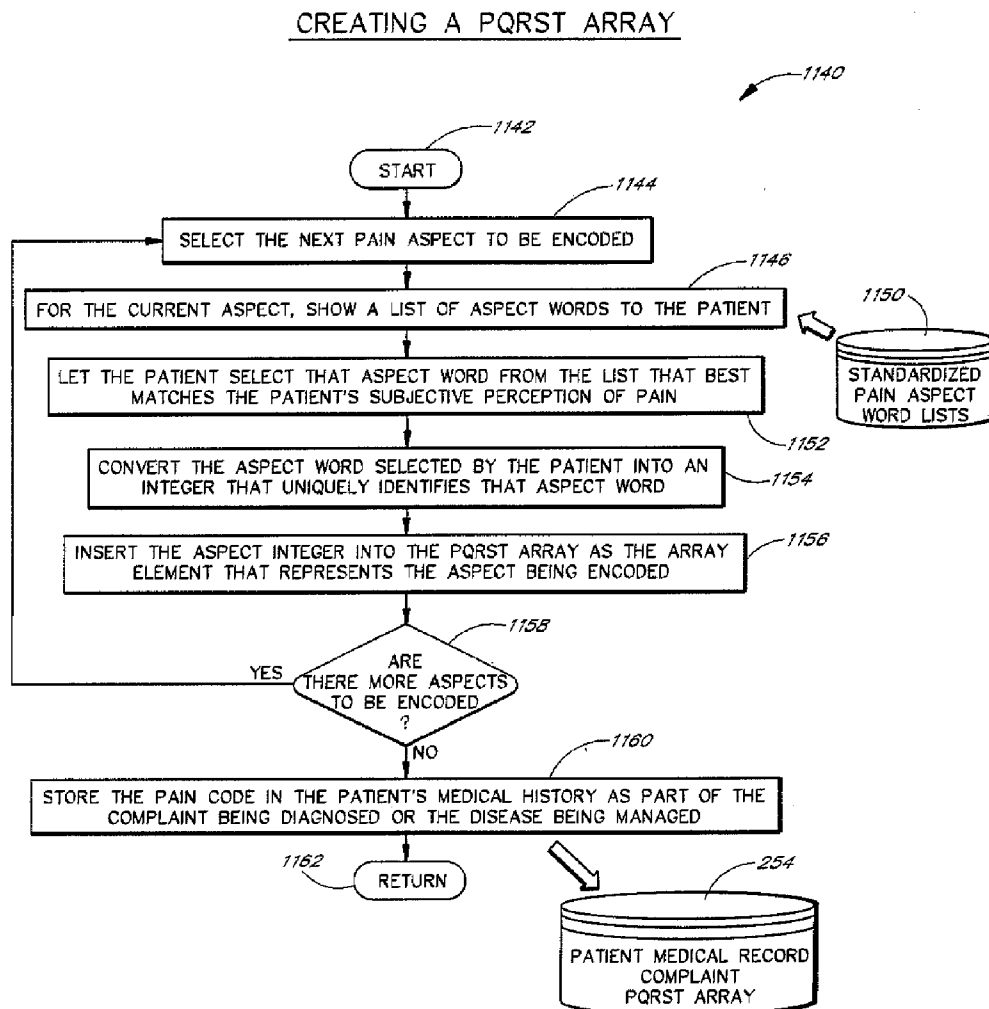 CREATING A PQRST ARRAY
1140
1142
START
1144
SELECT THE NEXT PAIN ASPECT TO BE ENCODED
1146
FOR THE CURRENT ASPECT, SHOW A LIST OF ASPECT WORDS TO THE PATIENT
1150
STANDARDIZED
PAIN ASPECT
WORD LISTS
LET THE PATIENT SELECT THAT ASPECT WORD FROM THE LIST THAT BEST
MATCHES THE PATIENT'S SUBJECTIVE PERCEPTION OF PAIN
1152
CONVERT THE ASPECT WORD SELECTED BY THE PATIENT INTO AN
INTEGER THAT UNIQUELY IDENTIFIES THAT ASPECT WORD
1154
INSERT THE ASPECT INTEGER INTO THE PQRST ARRAY AS THE ARRAY
ELEMENT THAT REPRESENTS THE ASPECT BEING ENCODED
1156
1158
YES
ARE
THERE MORE ASPECTS
TO BE ENCODED
?
NO
1160
STORE THE PAIN CODE IN THE PATIENT'S MEDICAL HISTORY AS PART OF THE
COMPLAINT BEING DIAGNOSED OR THE DISEASE BEING MANAGED
1162
RETURN
254
PATIENT MEDICAL RECORD
COMPLAINT
PQRST ARRAY